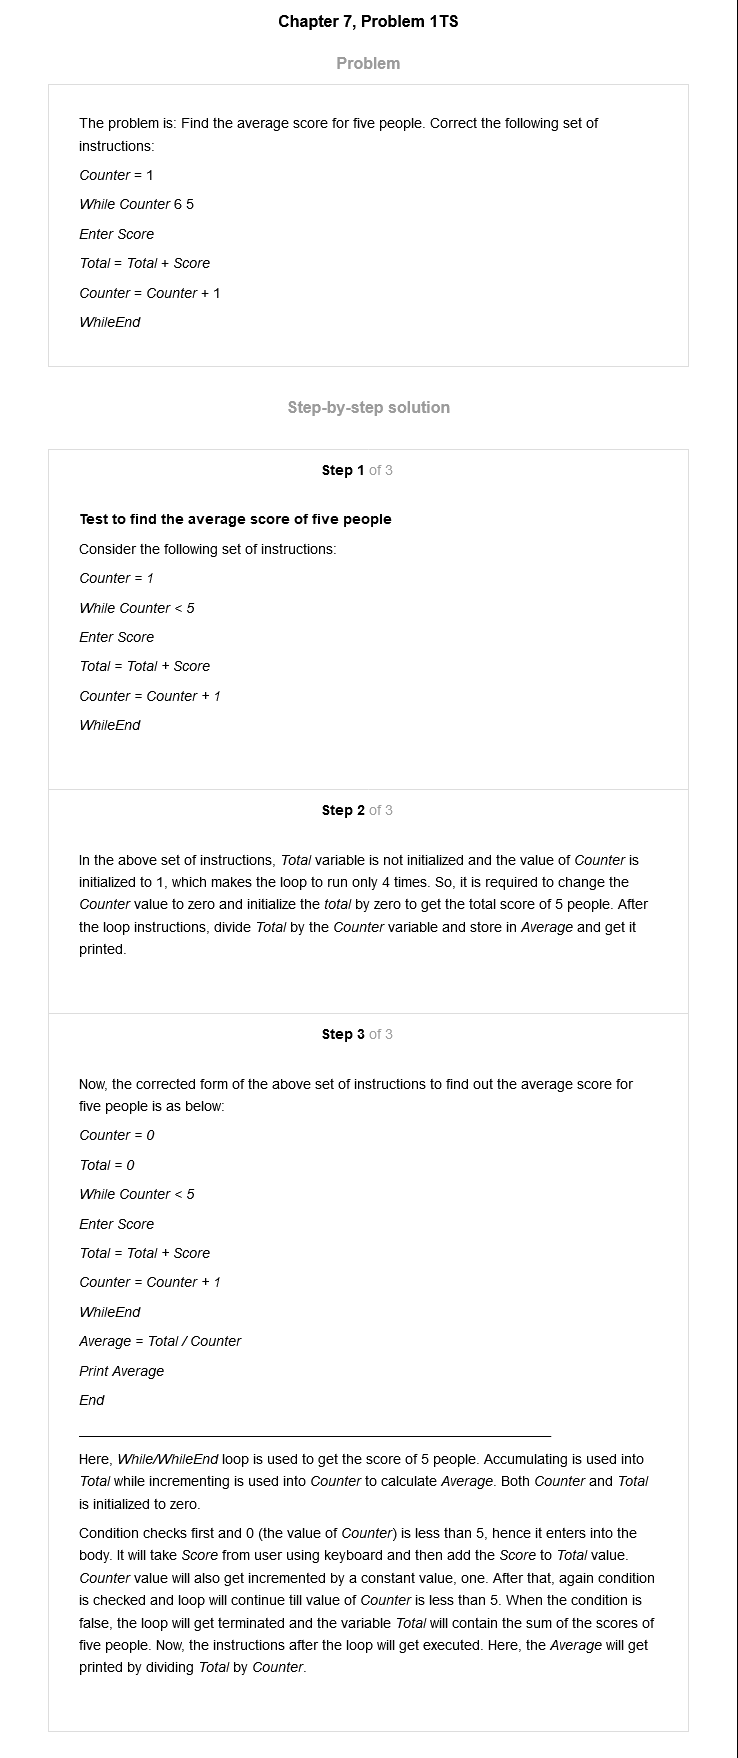 Chapter 7, Problem 1TS
Problem
The problem is: Find the average score for five people. Correct the following set of
instructions:
Counter = 1
While Counter 6 5
Enter Score
Total = Total + Score
Counter = Counter + 1
WhileEnd
Step-by-step solution
Step 1 of 3
Test to find the average score of five people
Consider the following set of instructions:
Counter = 1
While Counter < 5
Enter Score
Total = Total + Score
Counter = Counter + 1
WhileEnd
Step 2 of 3
In the above set of instructions, Total variable is not initialized and the value of Counter is
initialized to 1, which makes the loop to run only 4 times. So, it is required to change the
Counter value to zero and initialize the total by zero to get the total score of 5 people. After
the loop instructions, divide Total by the Counter variable and store in Average and get it
printed.
Step 3 of 3
Now, the corrected form of the above set of instructions to find out the average score for
five people is as below:
Counter = 0
Total = 0
While Counter < 5
Enter Score
Total = Total + Score
Counter = Counter + 1
WhileEnd
Average = Total / Counter
Print Average
End
Here, While/WhileEnd loop is used to get the score of 5 people. Accumulating is used into
Total while incrementing is used into Counter to calculate Average. Both Counter and Total
is initialized to zero.
Condition checks first and 0 (the value of Counter) is less than 5, hence it enters into the
body. It will take Score from user using keyboard and then add the Score to Total value.
Counter value will also get incremented by a constant value, one. After that, again condition
is checked and loop will continue till value of Counter is less than 5. When the condition is
false, the loop will get terminated and the variable Total will contain the sum of the scores of
five people. Now, the instructions after the loop will get executed. Here, the Average will get
printed by dividing Total by Counter.